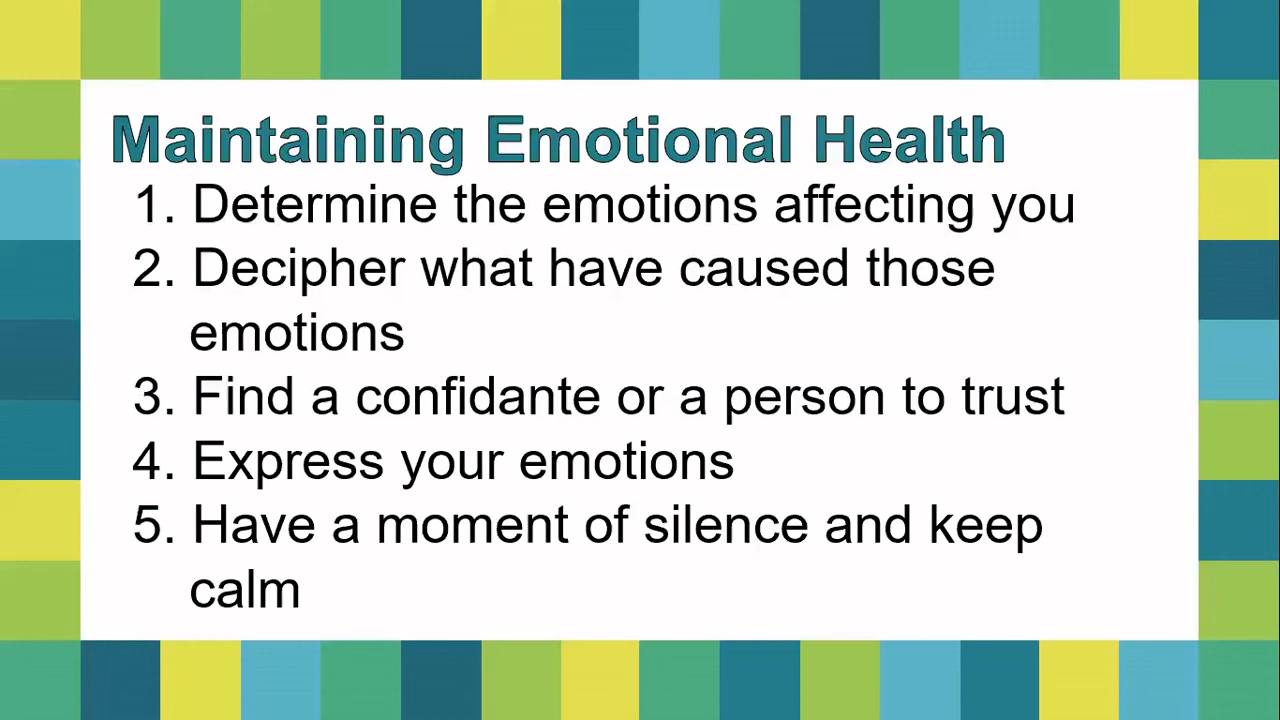 Maintaining Emotional Health
1. Determine the emotions affecting you
2. Decipher what have caused those
emotions
3. Find a confidante or a person to trust
4. Express your emotions
5. Have a moment of silence and keep
calm